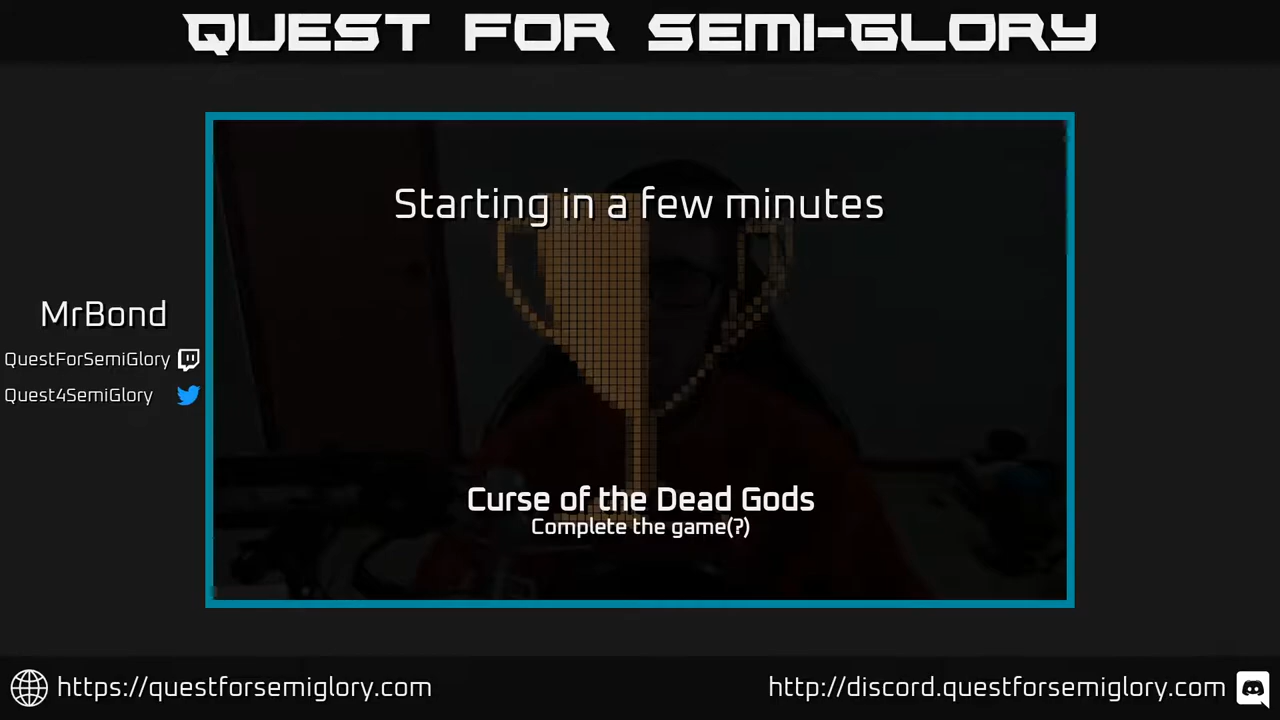 QUEST FOR SEMI-GLORY
Starting in a few minutes
MrBond
QuestForSemiGlory
Quest4SemiGlory
Curse of the Dead Gods
Complete the game(?)
https://questforsemiglory.com
http://discord.questforsemiglory.com